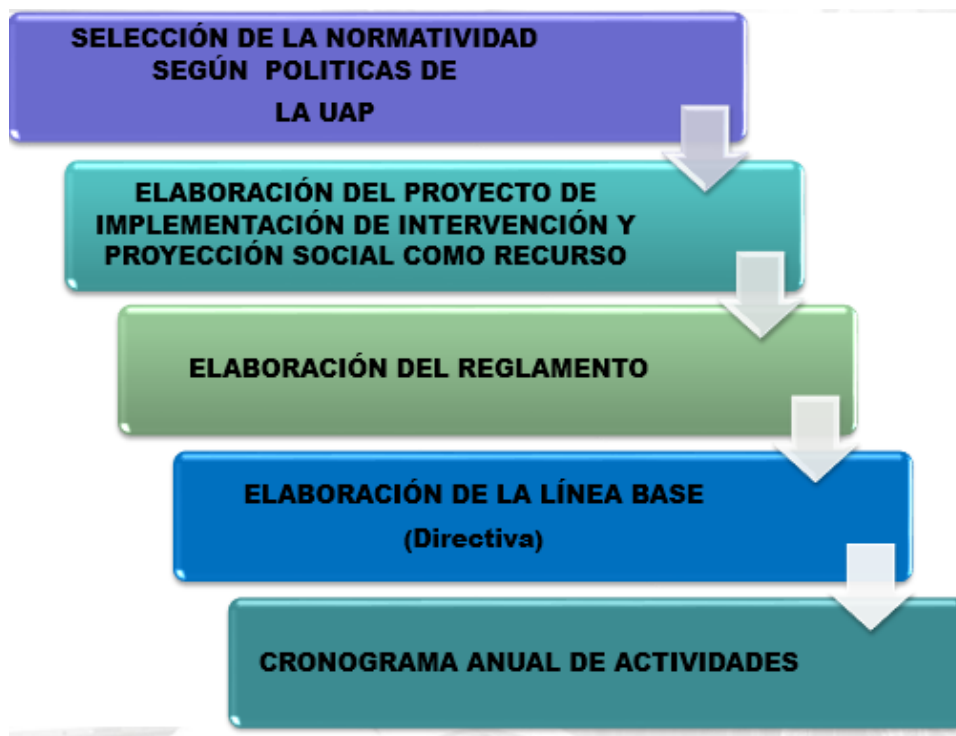 SELECCIÓN DE LA NORMATIVIDAD
SEGÚN POLITICAS DE
LA UAP
ELABORACIÓN DEL PROYECTO DE
IMPLEMENTACIÓN DE INTERVENCIÓN Y
PROYECCIÓN SOCIAL COMO RECURSO
ELABORACIÓN DEL REGLAMENTO
ELABORACIÓN DE LA LÍNEA BASE
(Directiva)
CRONOGRAMA ANUAL DE ACTIVIDADES